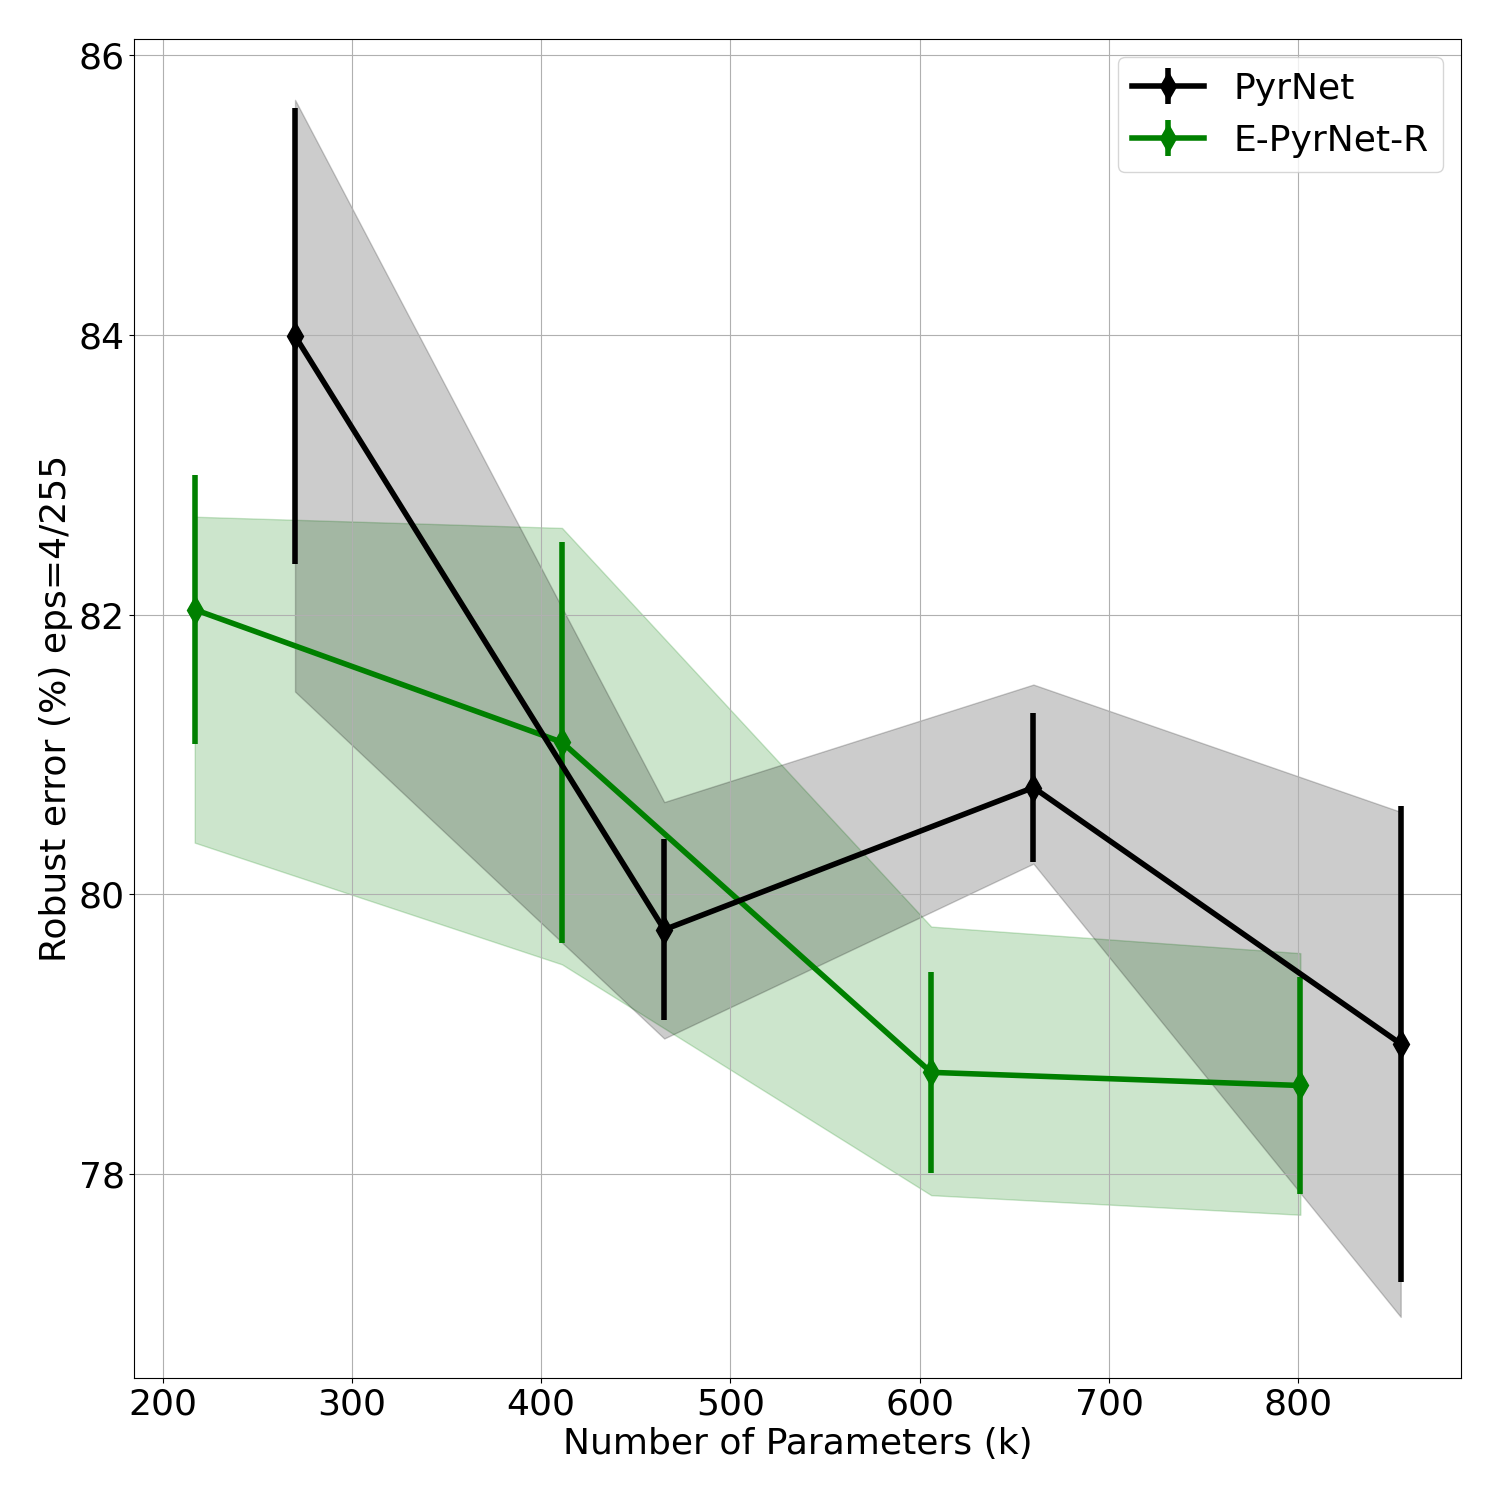 PyrNet
E-PyrNet-R
Robust error (%) eps=4/255
86
84
82
80
78
200 300 400 500 600 700 800
Number of Parameters (k)